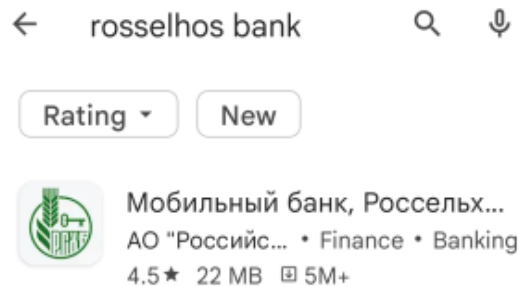 rosselhos bank
Rating New
Мобильный банк, Россельх...
АО "Российс... • Finance • Banking
4.5★ 22 MB 5M+